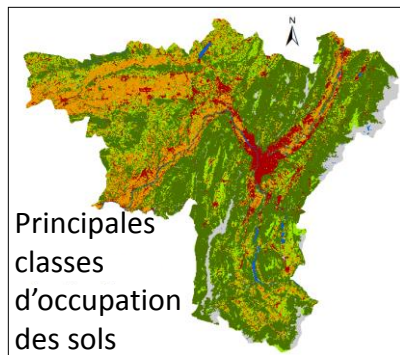 N
Principales
classes
d’occupation
des sols